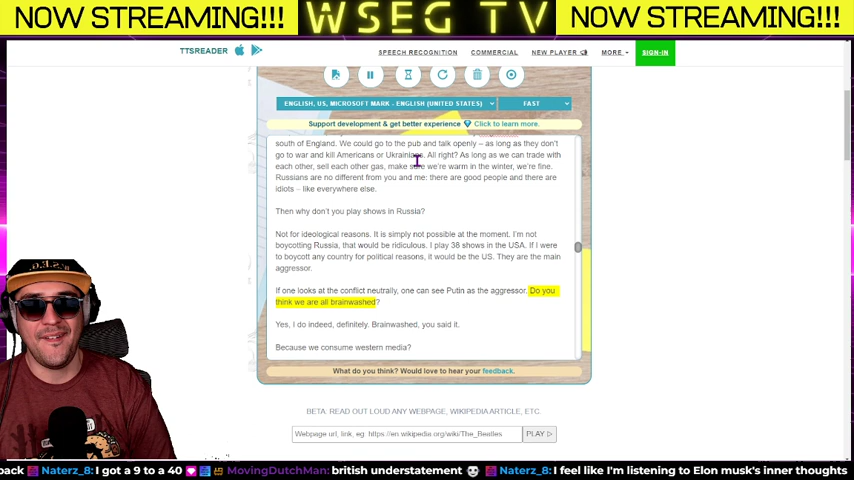 NOW STREAMING!!! WSEG TV NOW STREAMING!!!
TTSREADER SPEECH RECOGNITION COMMERCIAL NEW PLAYER MORE SIGN-IN
ENGLISH, US, MICROSOFT MARK - ENGLISH (UNITED STATES) FAST
Support development & get better experience Click to learn more.
south of England. We could go to the pub and talk openly – as long as they don't
go to war and kill Americans or Ukrainians. All right? As long as we can trade with
each other, sell each other gas, make sure we're warm in the winter, we're fine.
Russians are no different from you and me: there are good people and there are
idiots – like everywhere else.
Then why don't you play shows in Russia?
Not for ideological reasons. It is simply not possible at the moment. I'm not
boycotting Russia, that would be ridiculous. I play 38 shows in the USA. If I were
to boycott any country for political reasons, it would be the US. They are the main
aggressor.
If one looks at the conflict neutrally, one can see Putin as the aggressor. Do you
think we are all brainwashed?
Yes, I do indeed, definitely. Brainwashed, you said it.
Because we consume western media?
What do you think? Would love to hear your feedback.
BETA. READ OUT LOUD ANY WEBPAGE, WIKIPEDIA ARTICLE, ETC.
Webpage url, link, eg: https://en.wikipedia.org/wiki/The_Beatles PLAY
back Naterz_8: I got a 9 to a 40 MovingDutchMan: british understatement Naterz_8: I feel like I'm listening to Elon musk's inner thoughts